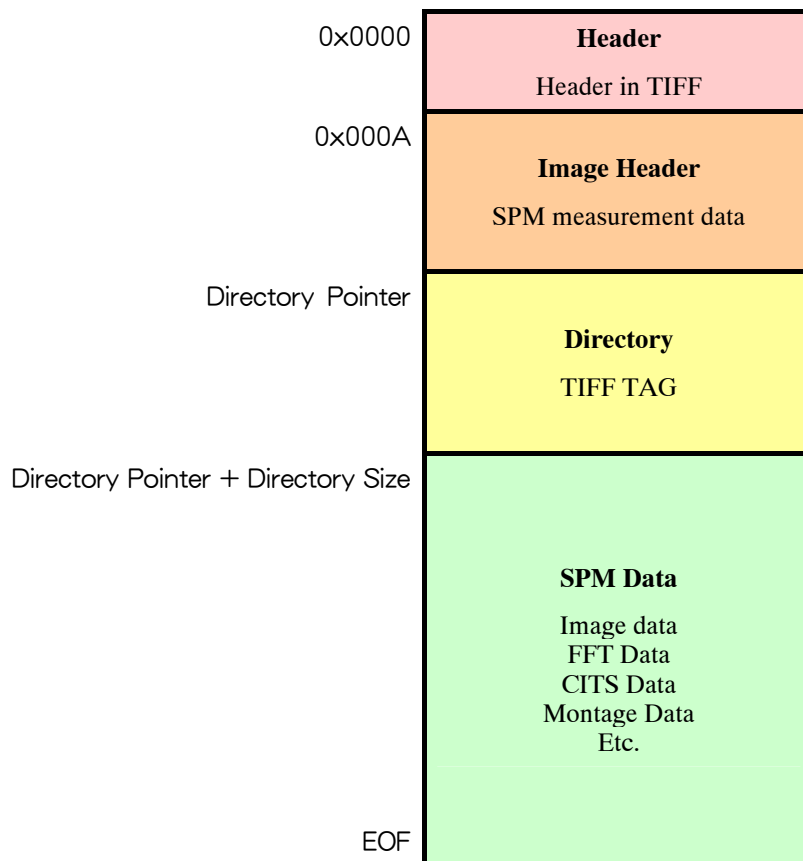 0x0000
Header
Header in TIFF
0x000A
Image Header
SPM measurement data
Directory Pointer
Directory
TIFF TAG
Directory Pointer + Directory Size
SPM Data
Image data
FFT Data
CITS Data
Montage Data
Etc.
EOF